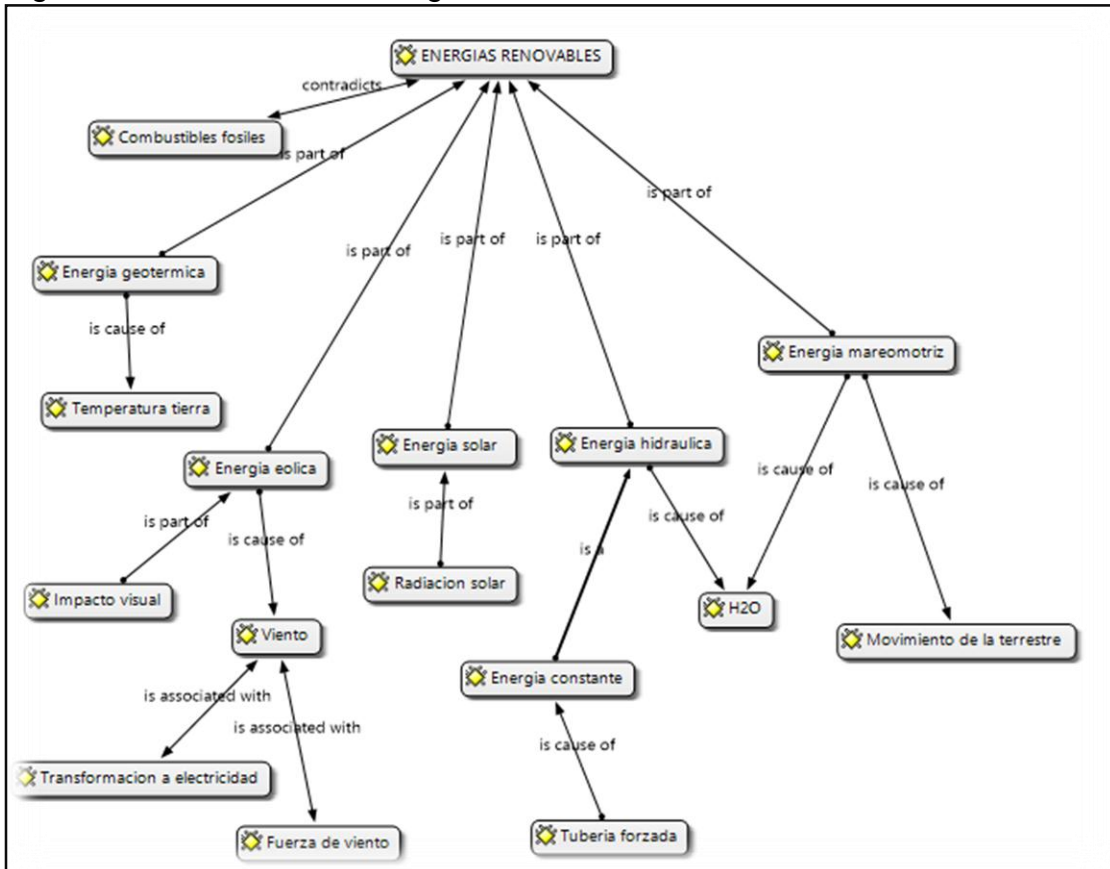 ENERGIAS RENOVABLES
contradicts
Combustibles fosiles
is part of
is part of
is part of
is part of
is part of
Energia geotermica
is cause of
Energia mareomotriz
Temperatura tierra
Energia eolica
Energia solar
Energia hidraulica
is part of
is cause of
is part of
is a
is cause of
is cause of
is cause of
Impacto visual
Radiacion solar
H2O
Viento
Movimiento de la terrestre
Energia constante
is associated with
is associated with
is cause of
Transformacion a electricidad
Fuerza de viento
Tuberia forzada